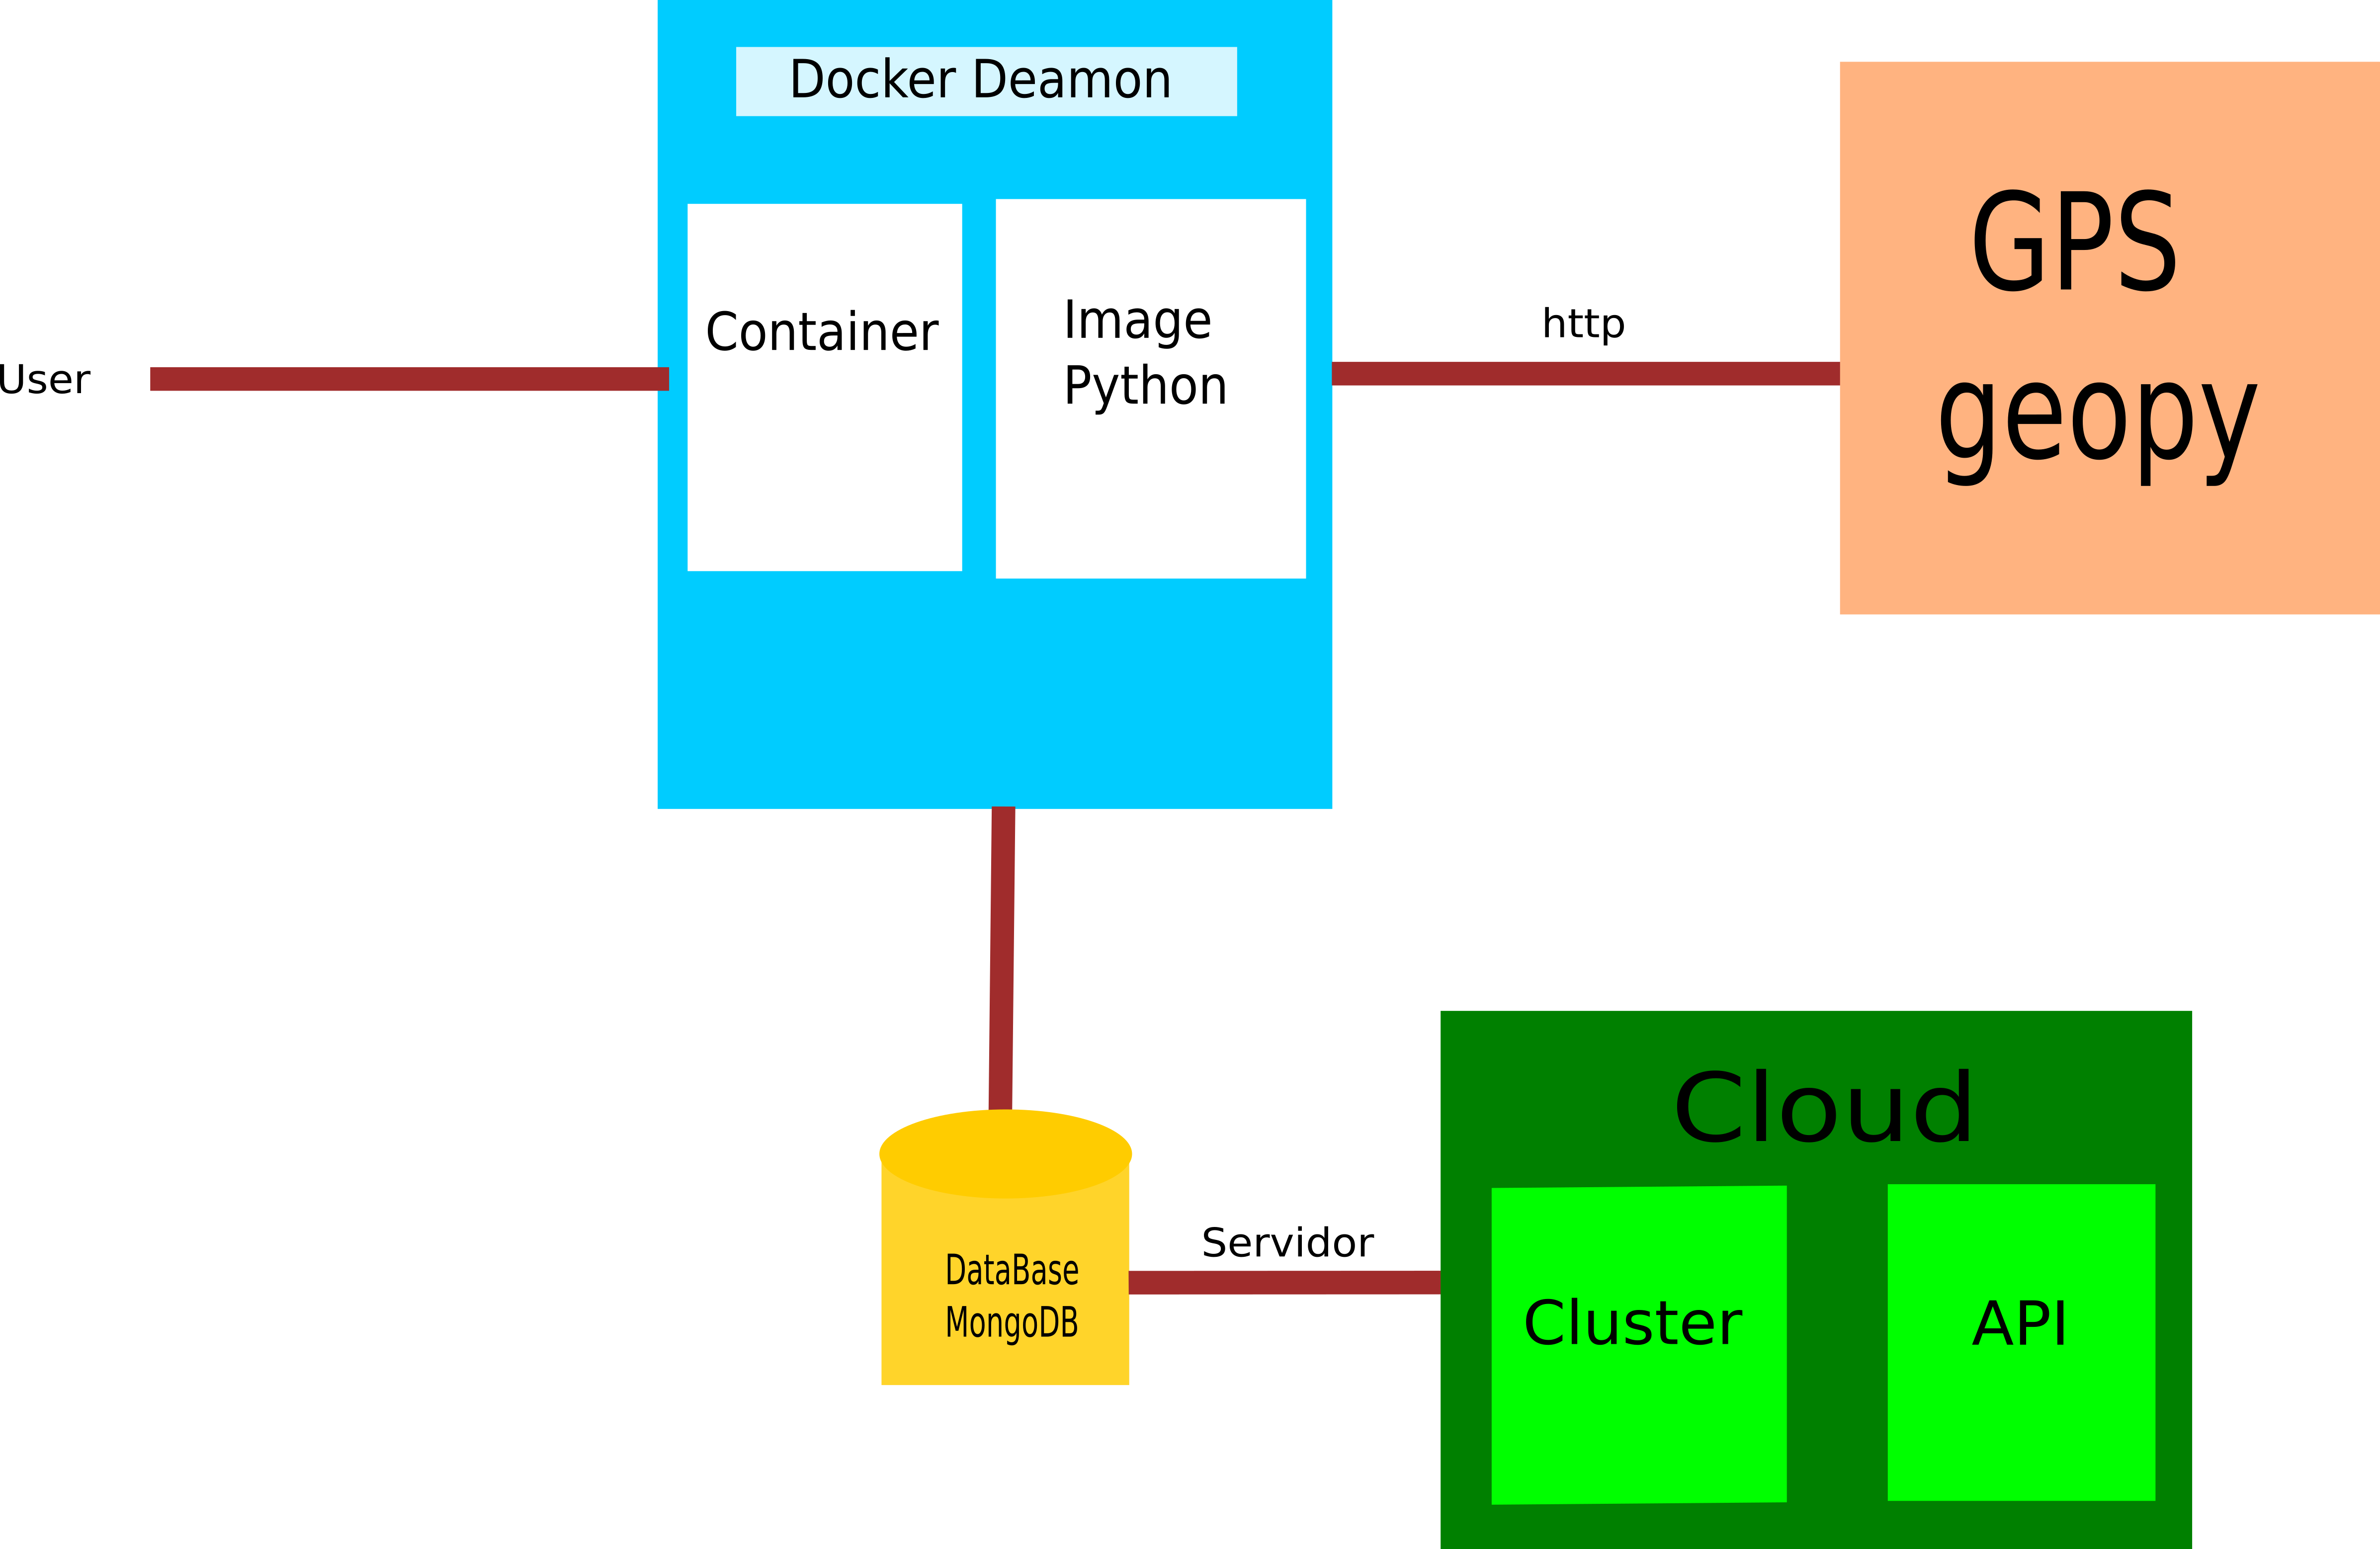 Docker Deamon
Container
Image
Python
User
http
GPS
geopy
Cloud
DataBase
MongoDB
Servidor
Cluster
API